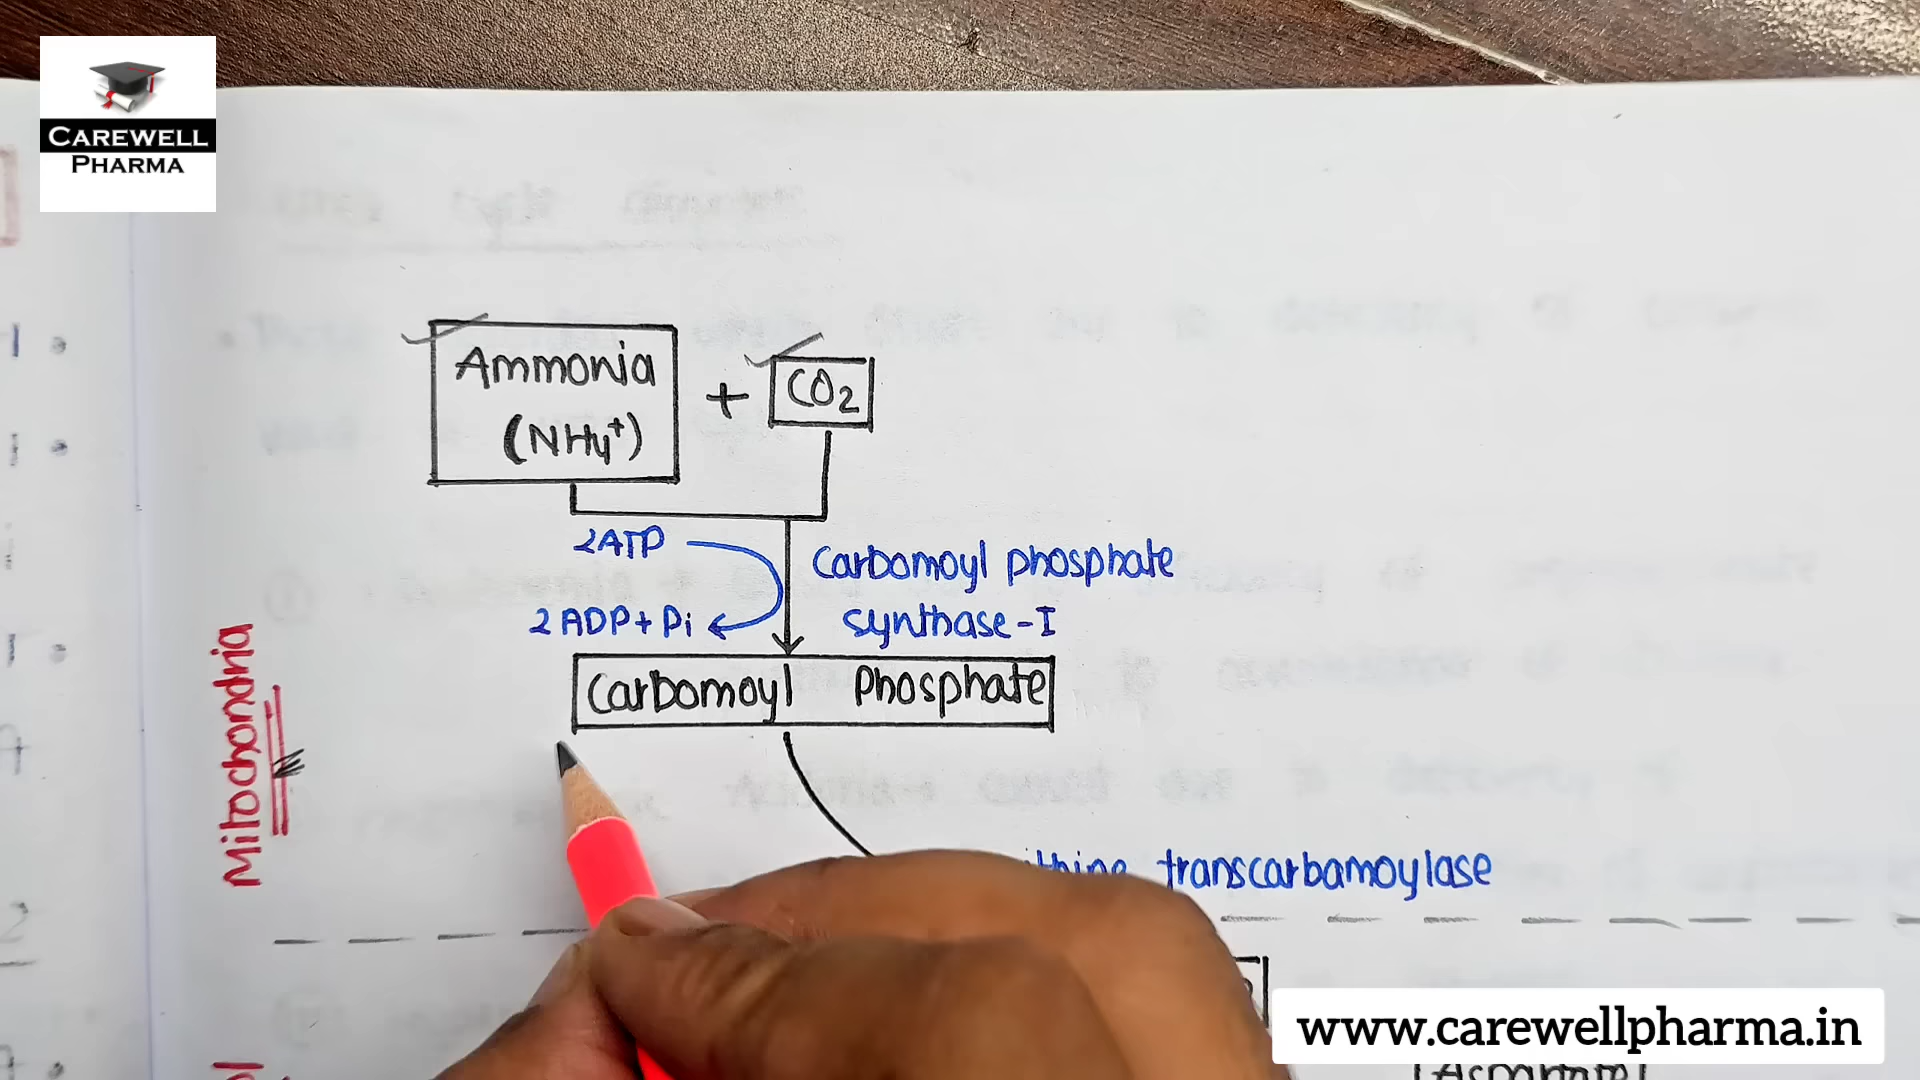 CAREWELL
PHARMA
Ammonia
(NH4+)
+
CO2
2ATP
Carbomoyl phosphate
2 ADP+ Pi
synthase-I
Carbomoyl Phosphate
Mitochondria
transcarbamoylase
www.carewellpharma.in